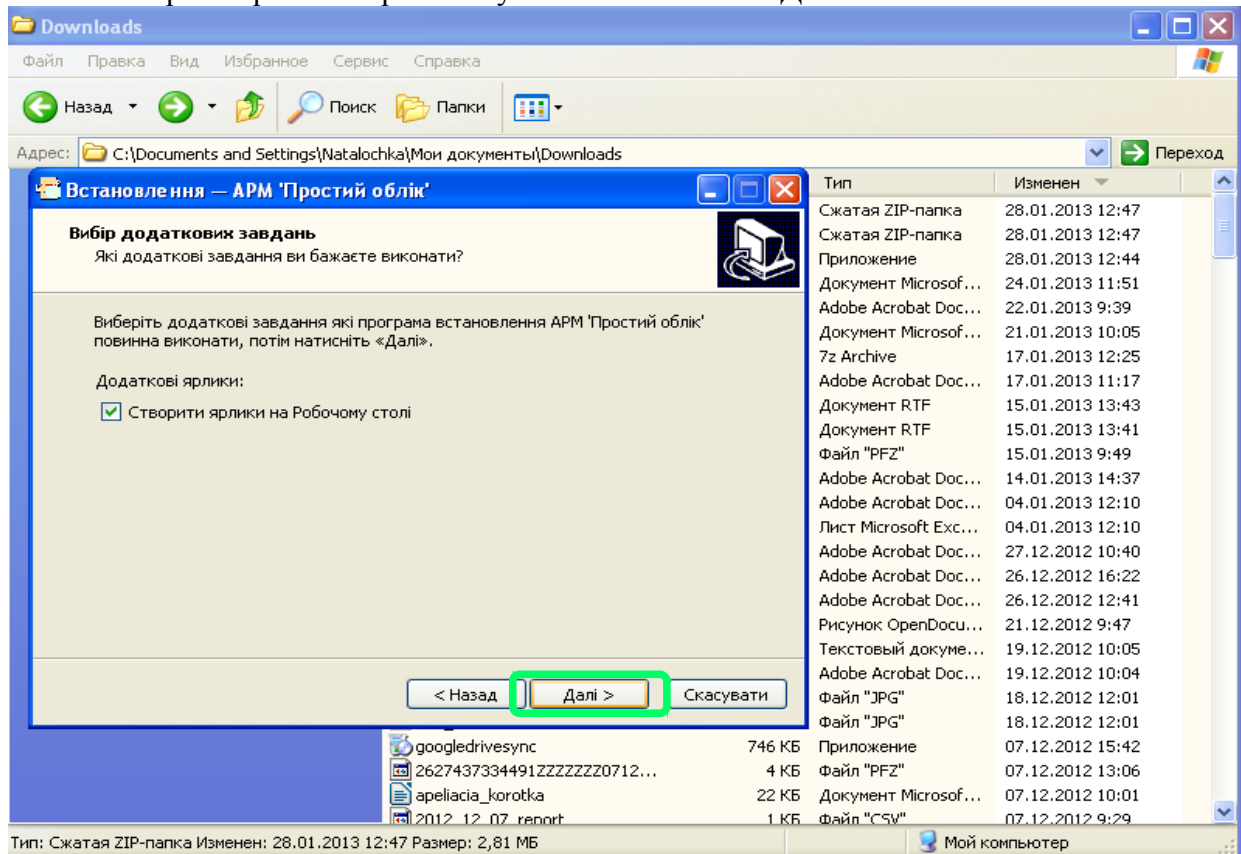 Downloads
Файл Правка Вид Избранное Сервис Справка
Назад Поиск Папки
Адрес: C:\Documents and Settings\Natalochka\Мои документы\Downloads Переход
Встановлення — АРМ 'Простий облік'
Вибір додаткових завдань
Які додаткові завдання ви бажаєте виконати?
Виберіть додаткові завдання які програма встановлення АРМ 'Простий облік'
повинна виконати, потім натисніть «Далі».
Додаткові ярлики:
Створити ярлики на Робочому столі
< Назад Далі > Скасувати
Тип Изменен
Сжатая ZIP-папка 28.01.2013 12:47
Сжатая ZIP-папка 28.01.2013 12:47
Приложение 28.01.2013 12:44
Документ Microsof... 24.01.2013 11:51
Adobe Acrobat Doc... 22.01.2013 9:39
Документ Microsof... 21.01.2013 10:05
7z Archive 17.01.2013 12:25
Adobe Acrobat Doc... 17.01.2013 11:17
Документ RTF 15.01.2013 13:43
Документ RTF 15.01.2013 13:41
Файл "PFZ" 15.01.2013 9:49
Adobe Acrobat Doc... 14.01.2013 14:37
Adobe Acrobat Doc... 04.01.2013 12:10
Лист Microsoft Exc... 04.01.2013 12:10
Adobe Acrobat Doc... 27.12.2012 10:40
Adobe Acrobat Doc... 26.12.2012 16:22
Adobe Acrobat Doc... 26.12.2012 12:41
Рисунок OpenDocu... 21.12.2012 9:47
Текстовый докуме... 19.12.2012 10:05
Adobe Acrobat Doc... 19.12.2012 10:04
Файл "JPG" 18.12.2012 12:01
Файл "JPG" 18.12.2012 12:01
googledrivesync 746 КБ Приложение 07.12.2012 15:42
2627437334491ZZZZZZZ0712... 4 КБ Файл "PFZ" 07.12.2012 13:06
apeliacia_korotka 22 КБ Документ Microsof... 07.12.2012 10:01
2012_12_07_report 1 КБ Файл "CSV" 07.12.2012 9:29
Тип: Сжатая ZIP-папка Изменен: 28.01.2013 12:47 Размер: 2,81 МБ Мой компьютер